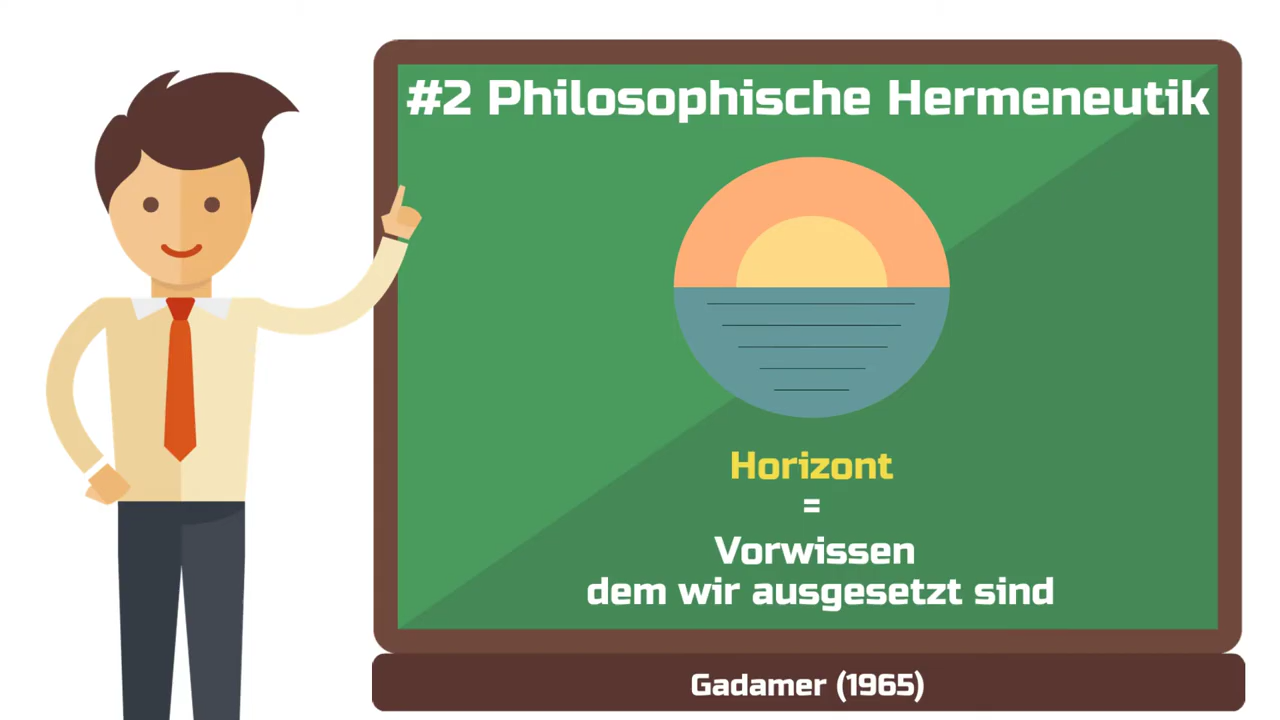 #2 Philosophische Hermeneutik
Horizont
=
Vorwissen
dem wir ausgesetzt sind
Gadamer (1965)